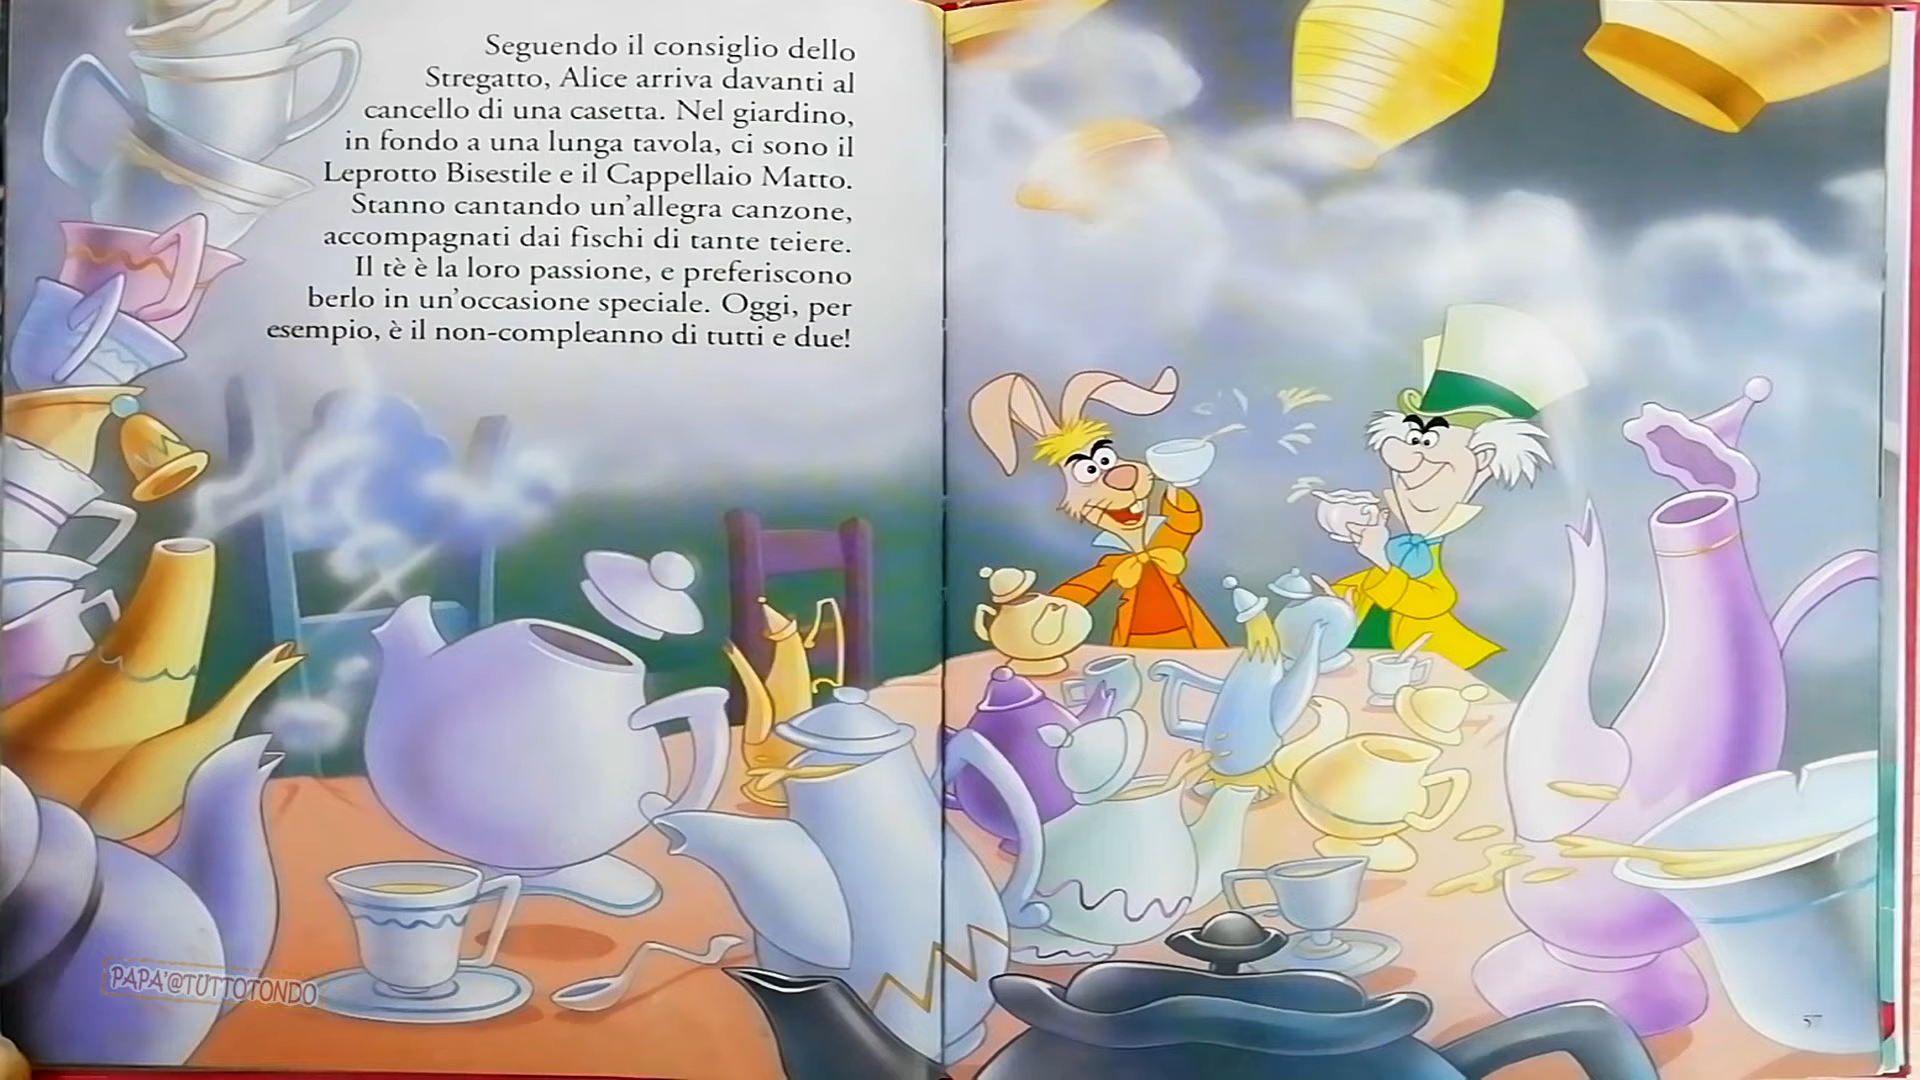 Seguendo il consiglio dello
Stregatto, Alice arriva davanti al
cancello di una casetta. Nel giardino,
in fondo a una lunga tavola, ci sono il
Leprotto Bisestile e il Cappellaio Matto.
Stanno cantando un'allegra canzone,
accompagnati dai fischi di tante teiere.
Il tè è la loro passione, e preferiscono
berlo in un'occasione speciale. Oggi, per
esempio, è il non-compleanno di tutti e due!
PAPA'@TUTTOTONDO
57